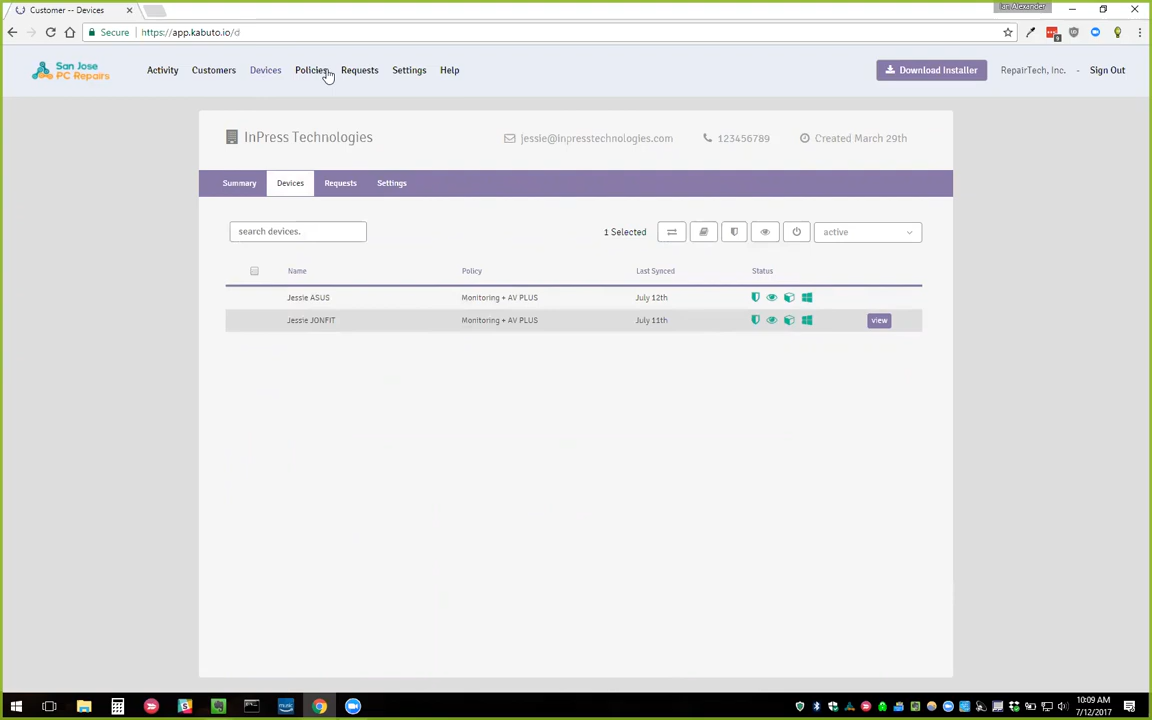 Customer -- Devices
Ian Alexander
Secure
https://app.kabuto.io/d
San Jose
PC Repairs
Activity
Customers
Devices
Policies
Requests
Settings
Help
Download Installer
RepairTech, Inc.
-
Sign Out
InPress Technologies
jessie@inpresstechnologies.com
123456789
Created March 29th
Summary
Devices
Requests
Settings
search devices.
1 Selected
active
Name
Policy
Last Synced
Status
Jessie ASUS
Monitoring + AV PLUS
July 12th
Jessie JONFIT
Monitoring + AV PLUS
July 11th
view
music
10:09 AM
7/12/2017